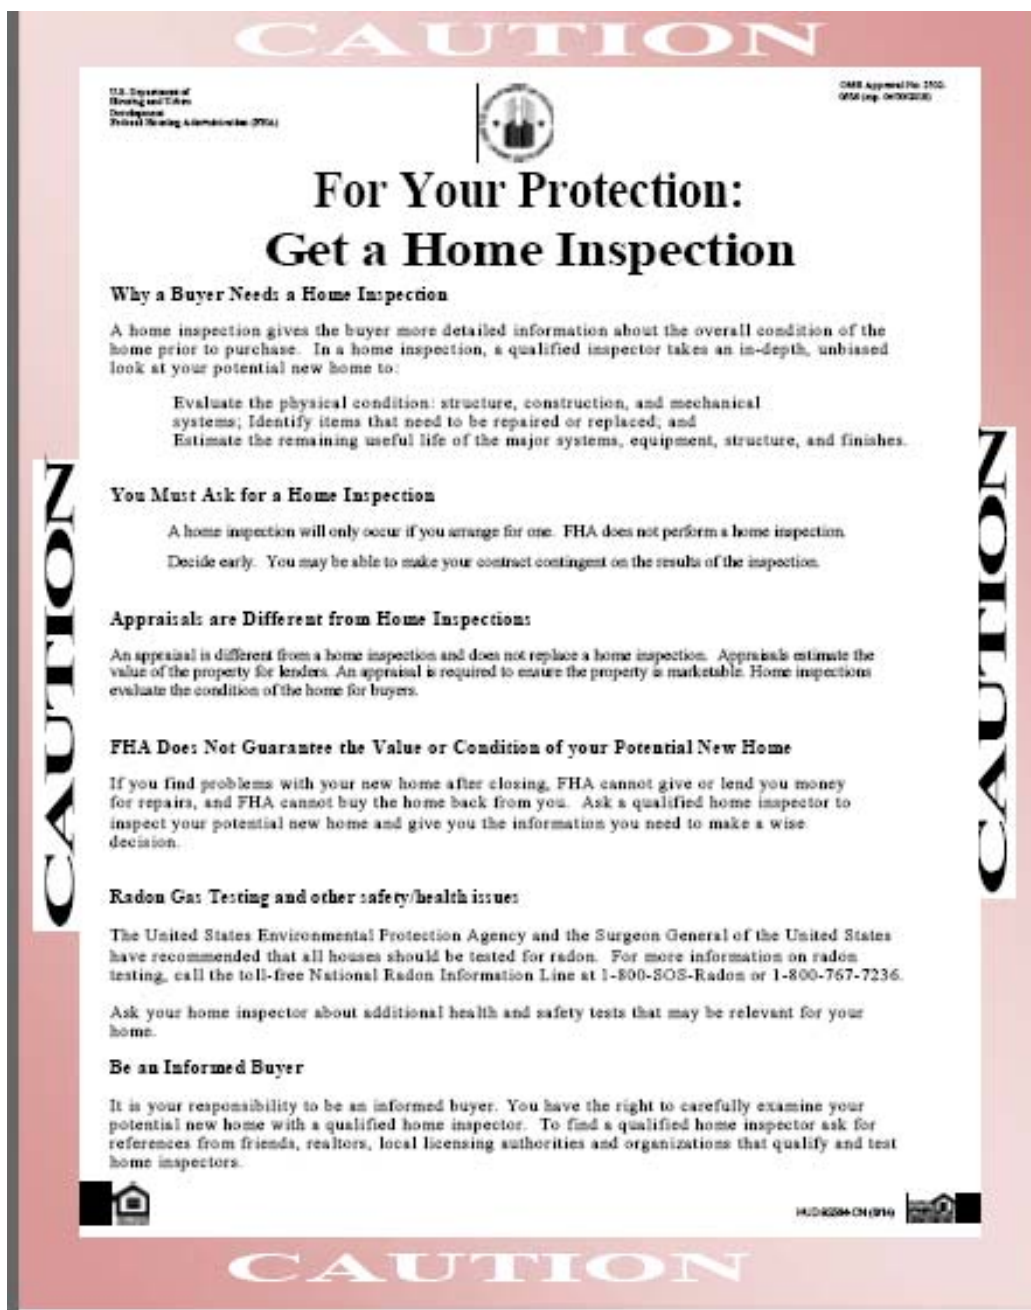 CAUTION
U.S. Department of
Housing and Urban
Development
Federal Housing Administration (FHA)
OMB Approval No. 2502-
0538 (exp. 04/30/2018)
For Your Protection:
Get a Home Inspection
Why a Buyer Needs a Home Inspection
A home inspection gives the buyer more detailed information about the overall condition of the
home prior to purchase. In a home inspection, a qualified inspector takes an in-depth, unbiased
look at your potential new home to:
Evaluate the physical condition: structure, construction, and mechanical
systems; Identify items that need to be repaired or replaced; and
Estimate the remaining useful life of the major systems, equipment, structure, and finishes.
You Must Ask for a Home Inspection
A home inspection will only occur if you arrange for one. FHA does not perform a home inspection.
Decide early. You may be able to make your contract contingent on the results of the inspection.
CAUTION
CAUTION
Appraisals are Different from Home Inspections
An appraisal is different from a home inspection and does not replace a home inspection. Appraisals estimate the
value of the property for lenders. An appraisal is required to ensure the property is marketable. Home inspections
evaluate the condition of the home for buyers.
FHA Does Not Guarantee the Value or Condition of your Potential New Home
If you find problems with your new home after closing, FHA cannot give or lend you money
for repairs, and FHA cannot buy the home back from you. Ask a qualified home inspector to
inspect your potential new home and give you the information you need to make a wise
decision.
Radon Gas Testing and other safety/health issues
The United States Environmental Protection Agency and the Surgeon General of the United States
have recommended that all houses should be tested for radon. For more information on radon
testing, call the toll-free National Radon Information Line at 1-800-SOS-Radon or 1-800-767-7236.
Ask your home inspector about additional health and safety tests that may be relevant for your
home.
Be an Informed Buyer
It is your responsibility to be an informed buyer. You have the right to carefully examine your
potential new home with a qualified home inspector. To find a qualified home inspector ask for
references from friends, realtors, local licensing authorities and organizations that qualify and test
home inspectors.
CAUTION